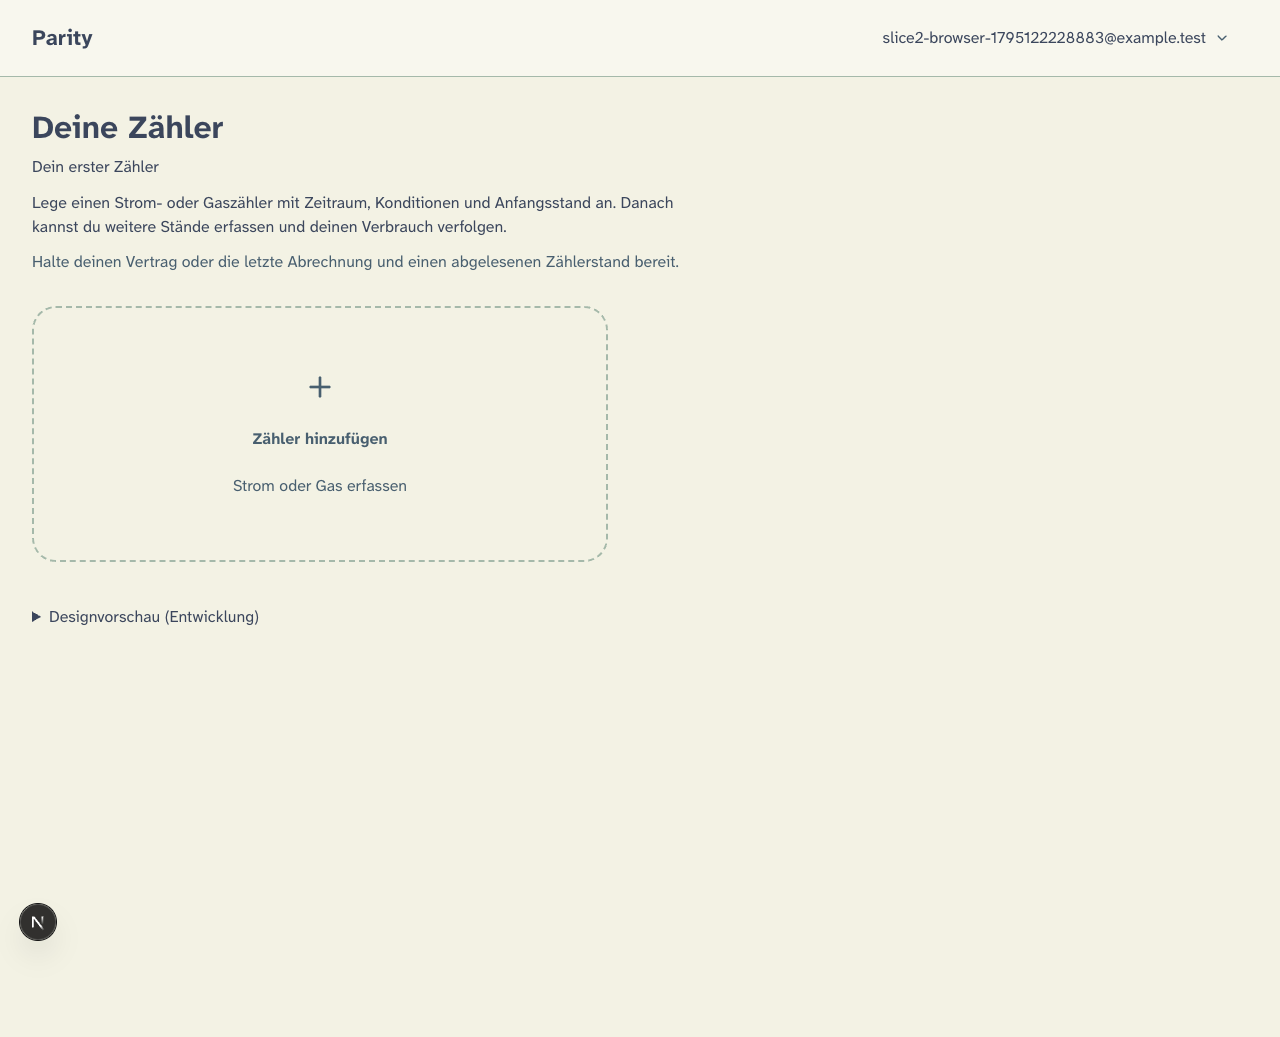 Parity
slice2-browser-1795122228883@example.test
Deine Zähler
Dein erster Zähler
Lege einen Strom- oder Gaszähler mit Zeitraum, Konditionen und Anfangsstand an. Danach
kannst du weitere Stände erfassen und deinen Verbrauch verfolgen.
Halte deinen Vertrag oder die letzte Abrechnung und einen abgelesenen Zählerstand bereit.
Zähler hinzufügen
Strom oder Gas erfassen
Designvorschau (Entwicklung)
N